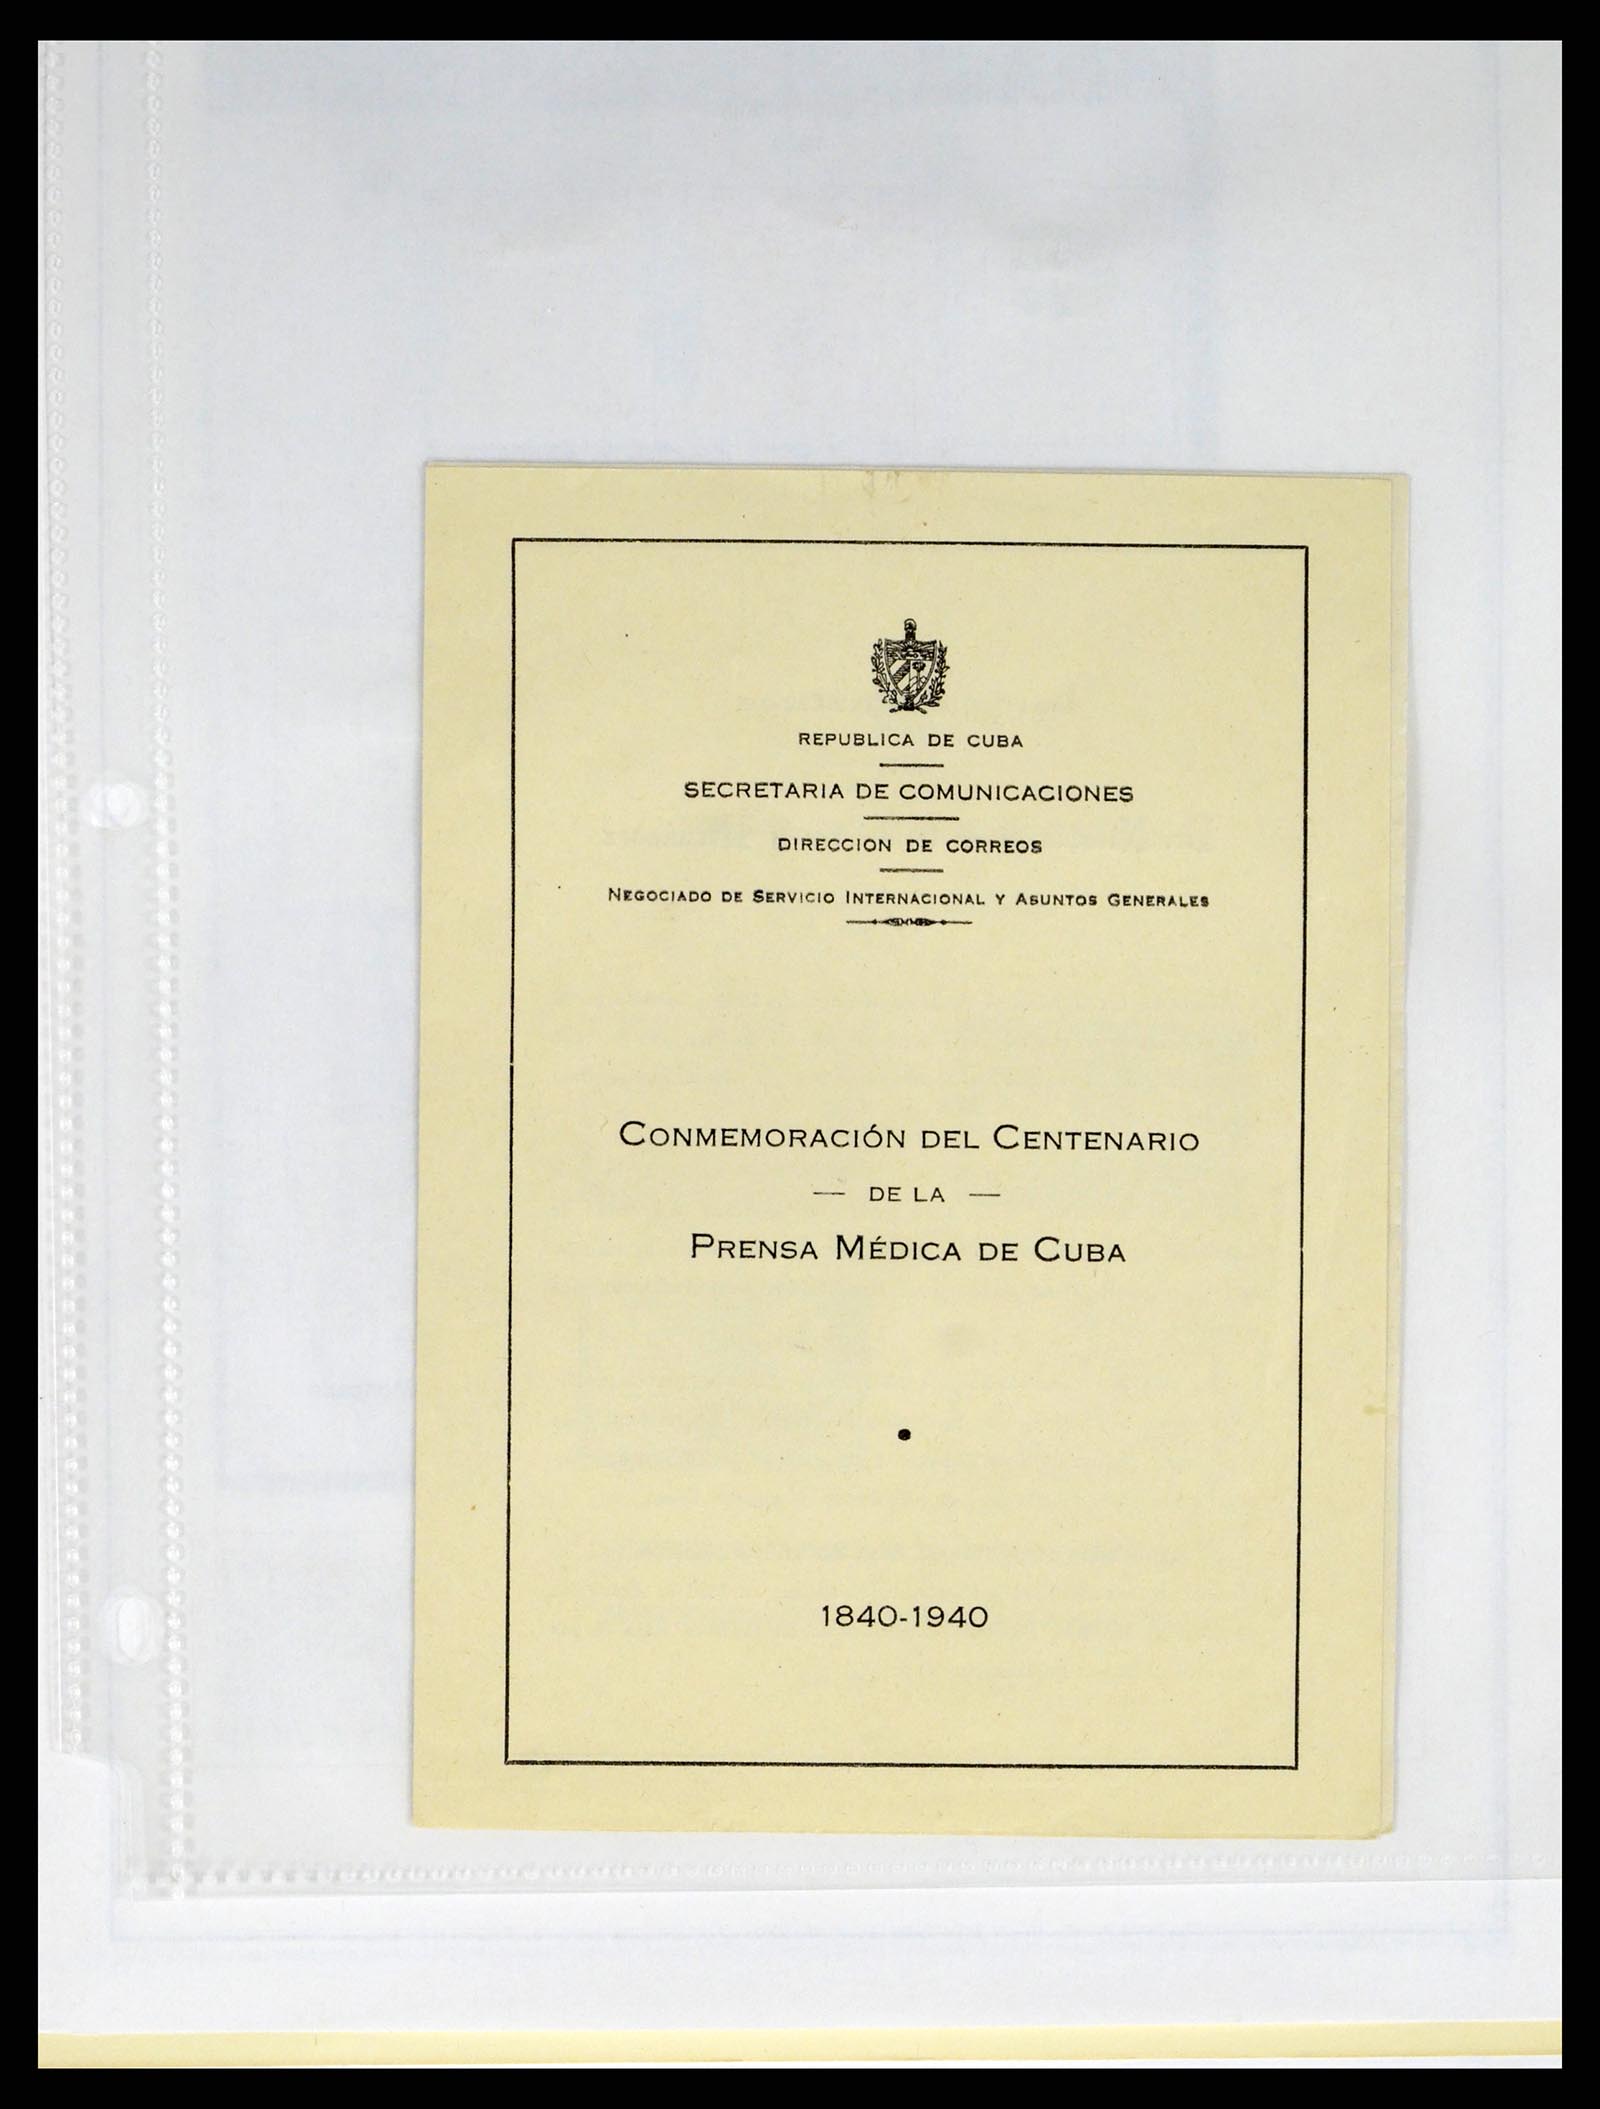 REPUBLICA DE CUBA
SECRETARIA DE COMUNICACIONES
DIRECCION DE CORREOS
NEGOCIADO DE SERVICIO INTERNACIONAL Y ASUNTOS GENERALES
CONMEMORACIÓN DEL CENTENARIO
— DE LA —
PRENSA MÉDICA DE CUBA
1840-1940